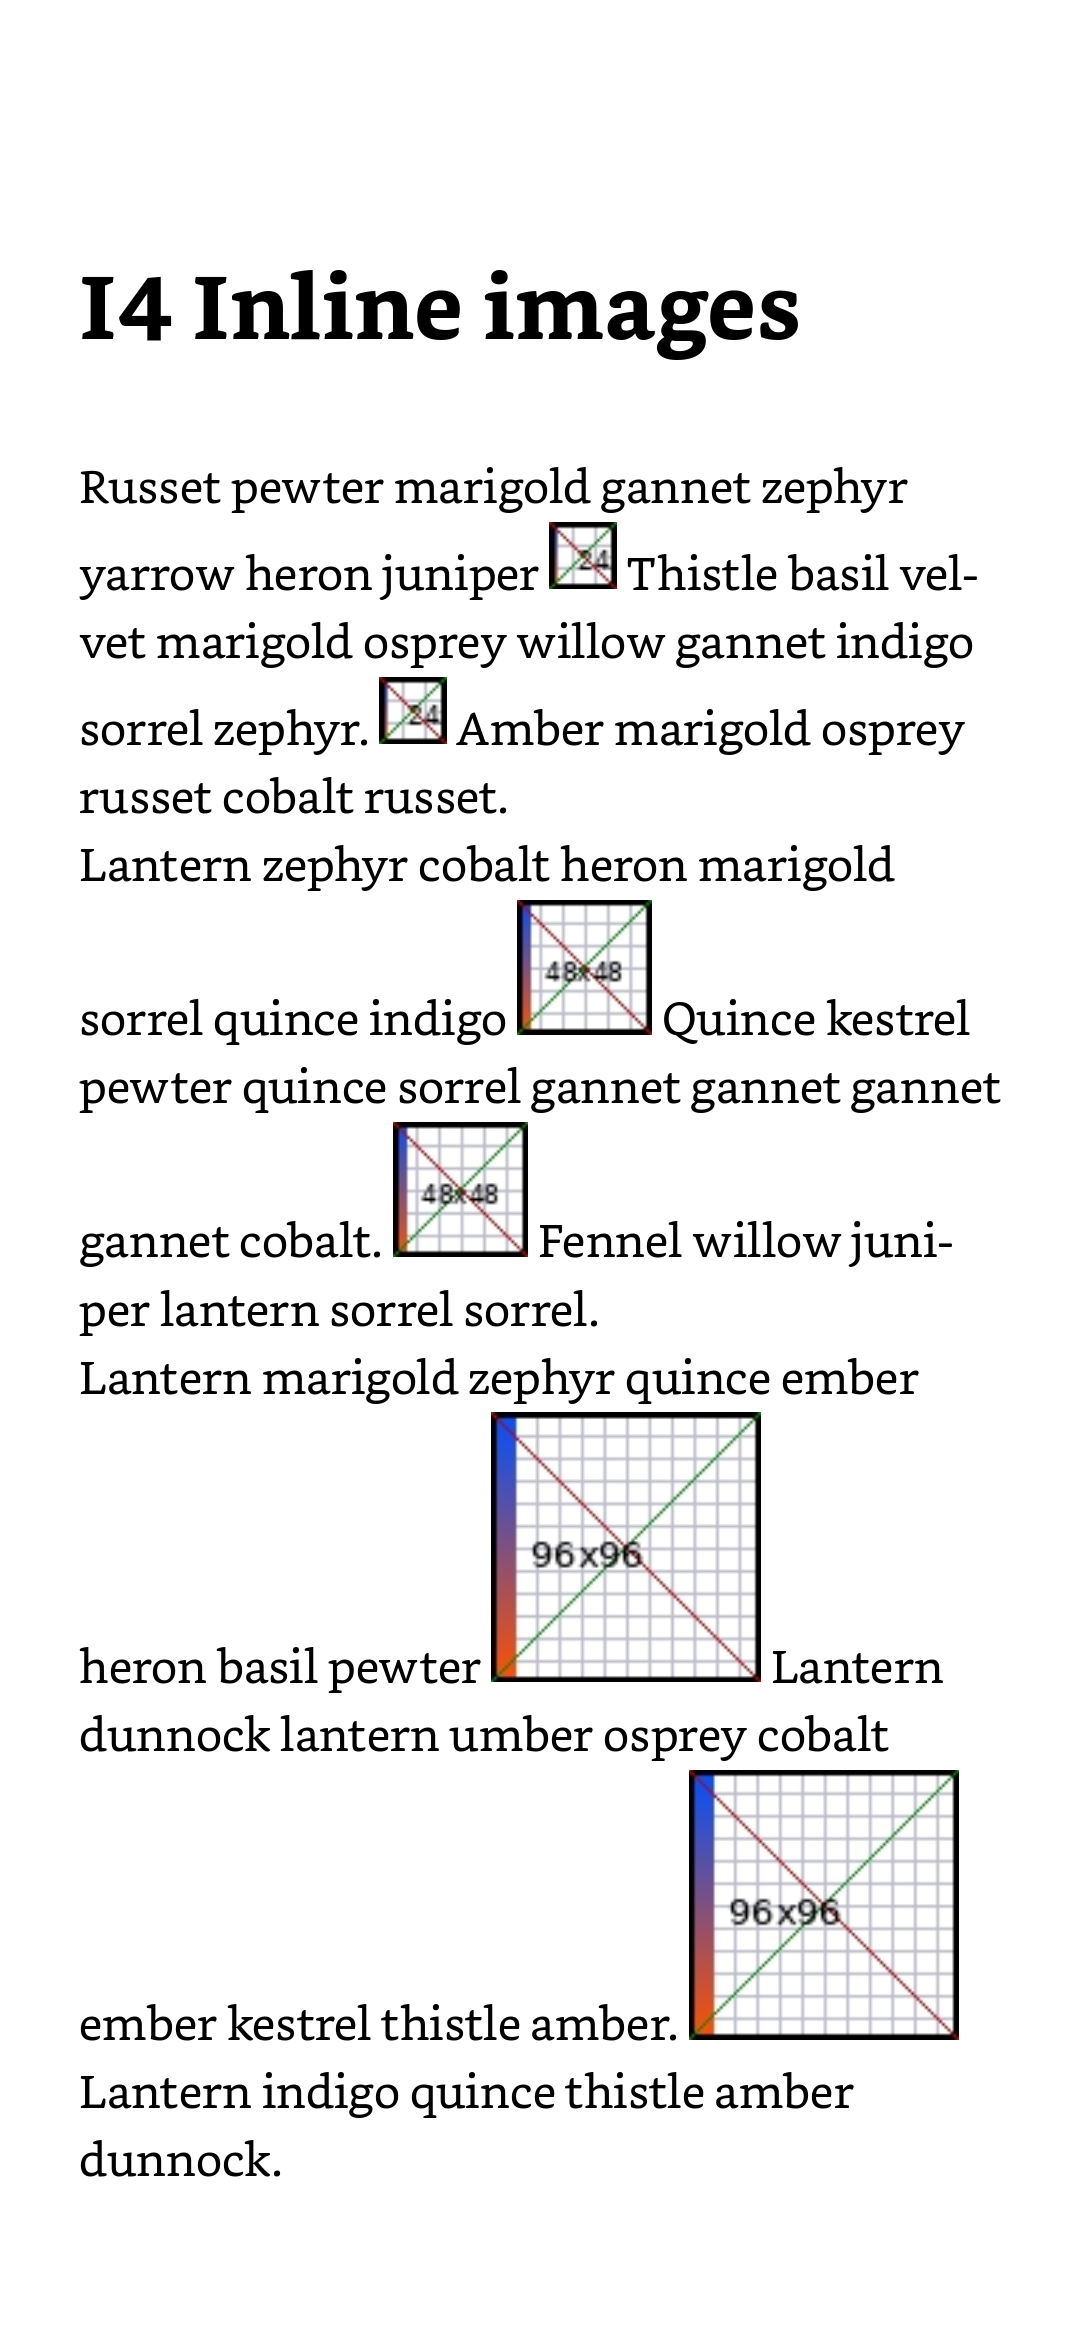 I4 Inline images
Russet pewter marigold gannet zephyr
yarrow heron juniper 24 Thistle basil vel-
vet marigold osprey willow gannet indigo
sorrel zephyr. 24 Amber marigold osprey
russet cobalt russet.
Lantern zephyr cobalt heron marigold
sorrel quince indigo 48x48 Quince kestrel
pewter quince sorrel gannet gannet gannet
gannet cobalt. 48x48 Fennel willow juni-
per lantern sorrel sorrel.
Lantern marigold zephyr quince ember
heron basil pewter 96x96 Lantern
dunnock lantern umber osprey cobalt
ember kestrel thistle amber. 96x96
Lantern indigo quince thistle amber
dunnock.